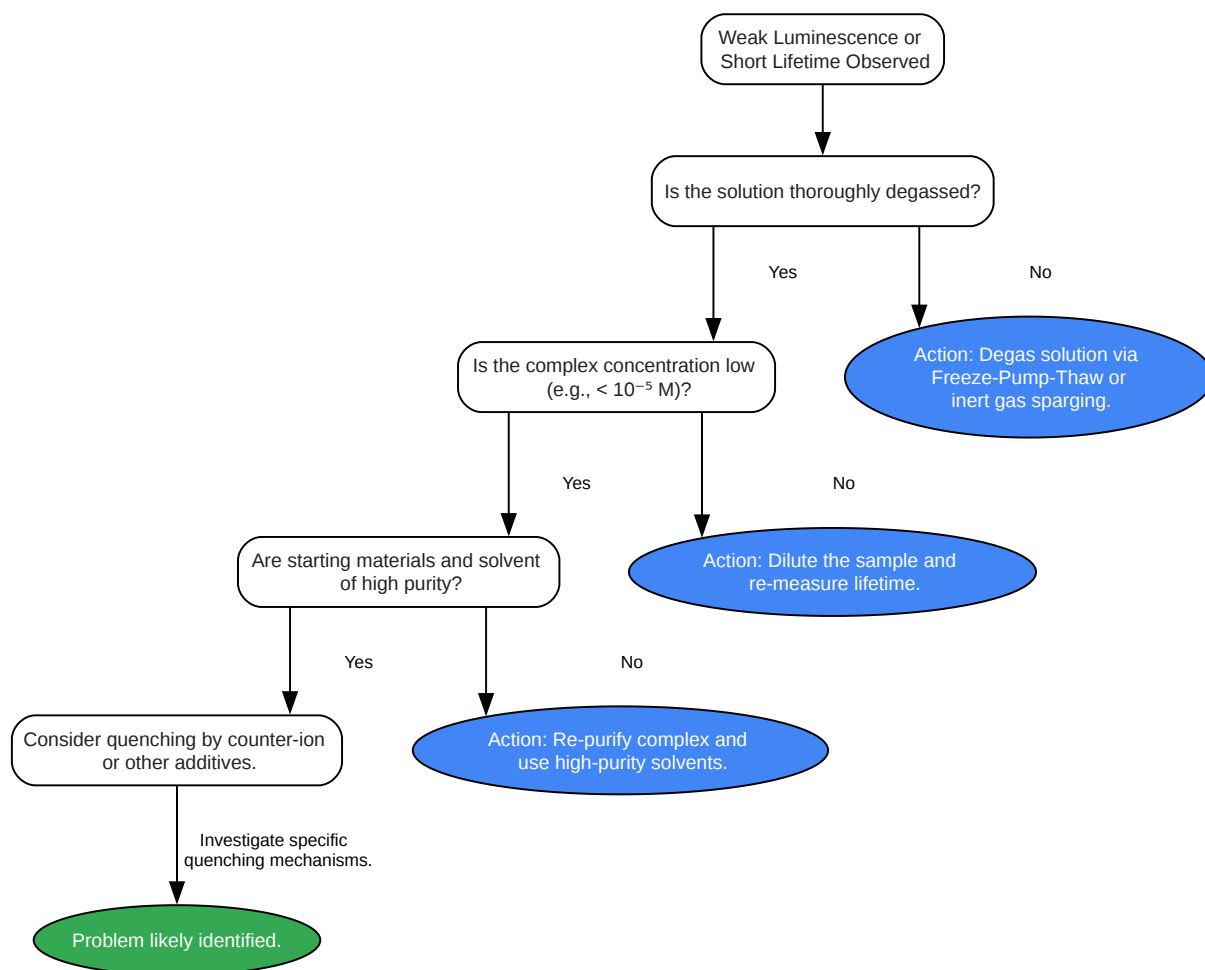 Weak Luminescence or
Short Lifetime Observed
Is the solution thoroughly degassed?
Yes
No
Action: Degas solution via
Freeze-Pump-Thaw or
inert gas sparging.
Is the complex concentration low
(e.g., < 10⁻⁵ M)?
Yes
No
Action: Dilute the sample and
re-measure lifetime.
Are starting materials and solvent
of high purity?
Yes
No
Action: Re-purify complex and
use high-purity solvents.
Consider quenching by counter-ion
or other additives.
Investigate specific
quenching mechanisms.
Problem likely identified.